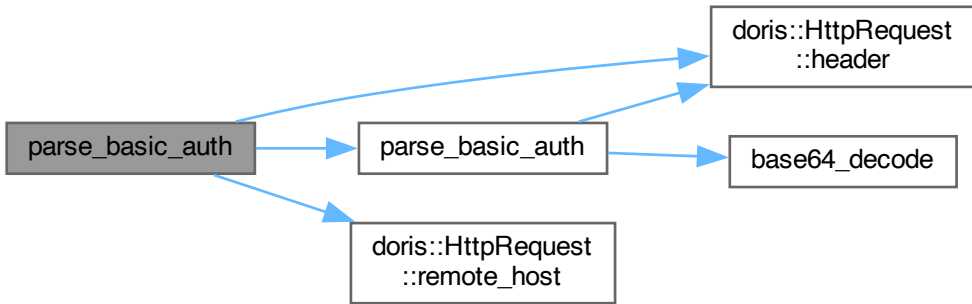 parse_basic_auth
parse_basic_auth
doris::HttpRequest
::header
base64_decode
doris::HttpRequest
::remote_host